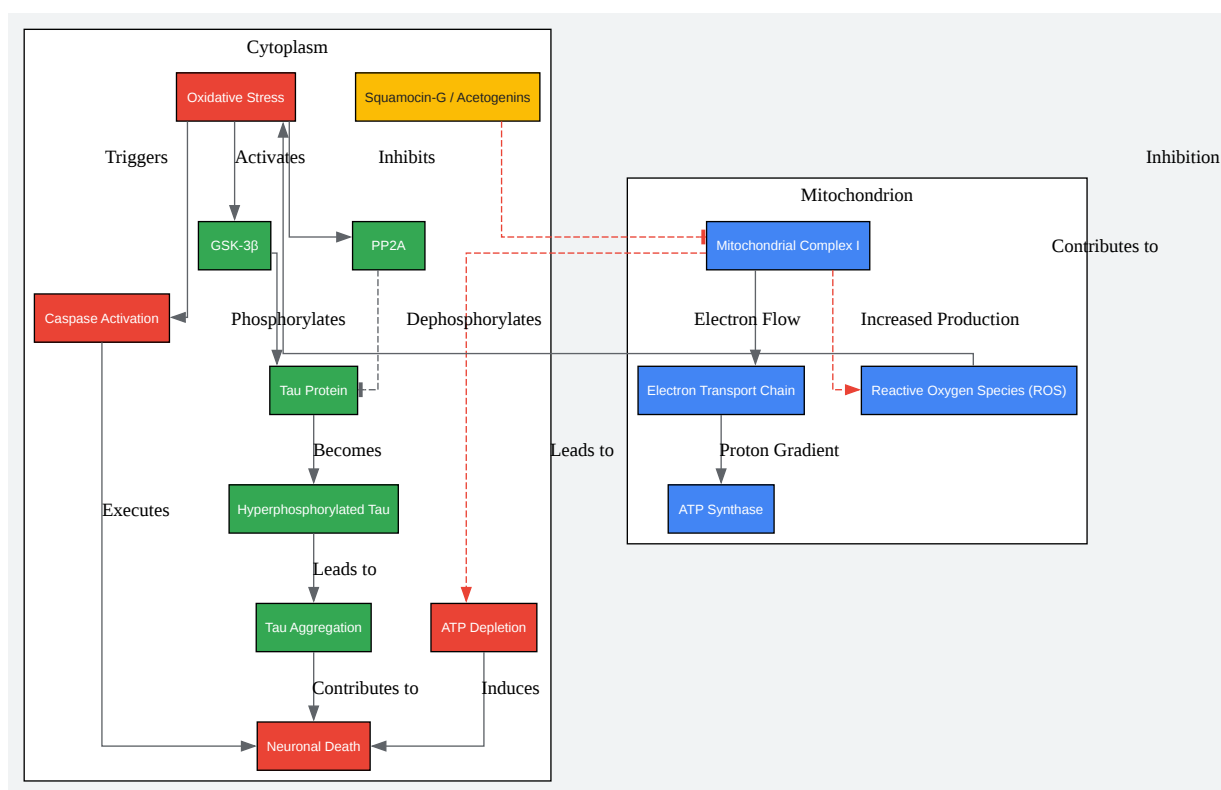 Cytoplasm
Oxidative Stress
Squamocin-G / Acetogenins
Triggers
Activates
Inhibits
Inhibition
Mitochondrion
GSK-3β
PP2A
Mitochondrial Complex I
Contributes to
Caspase Activation
Phosphorylates
Dephosphorylates
Electron Flow
Increased Production
Tau Protein
Electron Transport Chain
Reactive Oxygen Species (ROS)
Becomes
Leads to
Proton Gradient
Executes
Hyperphosphorylated Tau
ATP Synthase
Leads to
Tau Aggregation
ATP Depletion
Contributes to
Induces
Neuronal Death